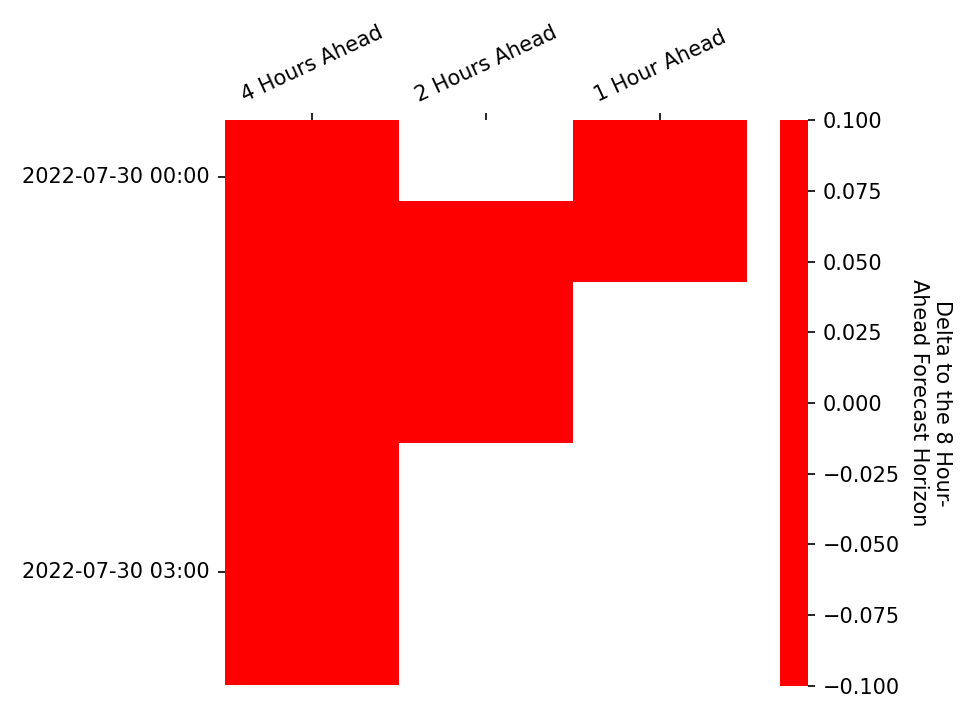 4 Hours Ahead
2 Hours Ahead
1 Hour Ahead
2022-07-30 00:00
2022-07-30 03:00
0.100
0.075
0.050
0.025
0.000
−0.025
−0.050
−0.075
−0.100
Delta to the 8 Hour-
Ahead Forecast Horizon